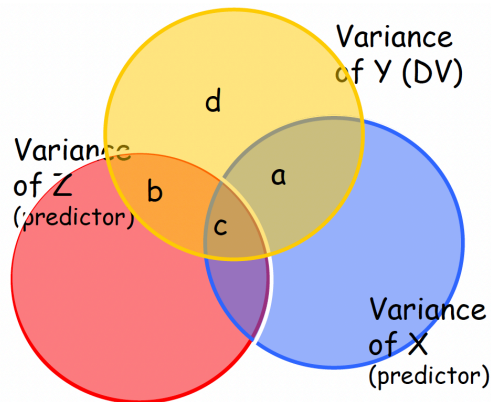 Variance
of Y (DV)
d
a
Variance
of Z
(predictor)
b
c
Variance
of X
(predictor)